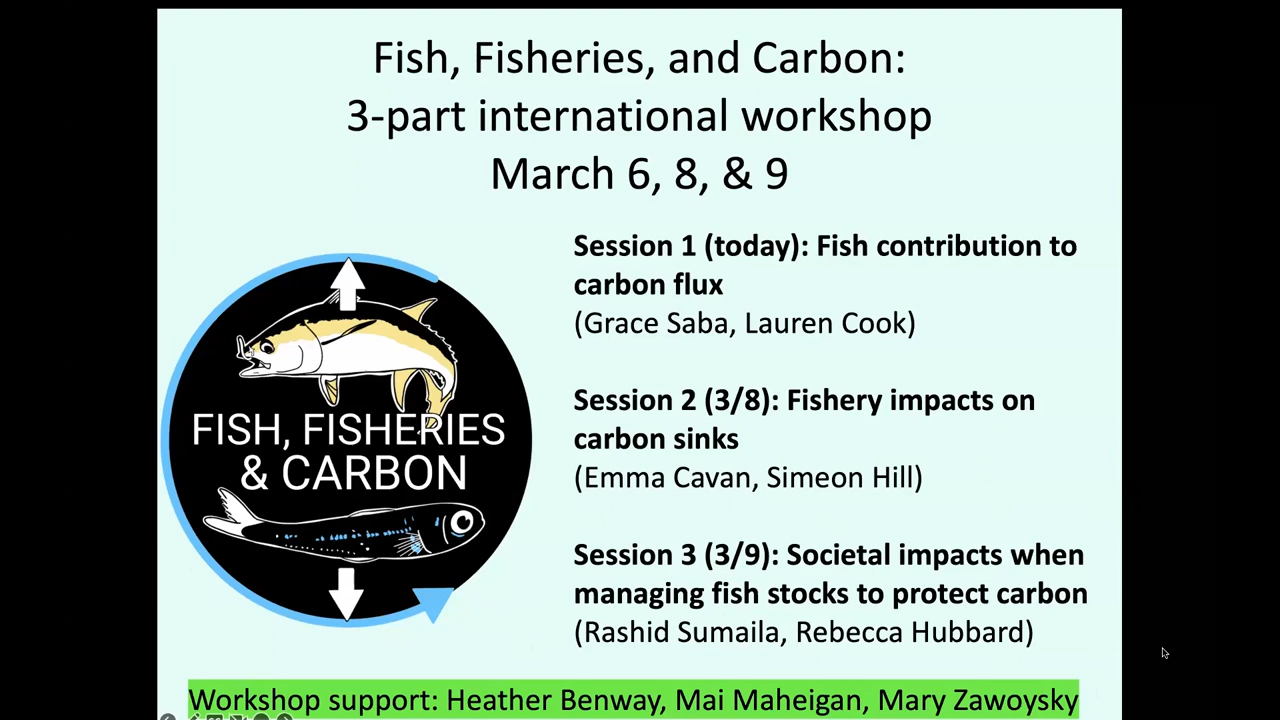 Fish, Fisheries, and Carbon:
3-part international workshop
March 6, 8, & 9
Session 1 (today): Fish contribution to
carbon flux
(Grace Saba, Lauren Cook)
FISH, FISHERIES
& CARBON
Session 2 (3/8): Fishery impacts on
carbon sinks
(Emma Cavan, Simeon Hill)
Session 3 (3/9): Societal impacts when
managing fish stocks to protect carbon
(Rashid Sumaila, Rebecca Hubbard)
Workshop support: Heather Benway, Mai Maheigan, Mary Zawoysky